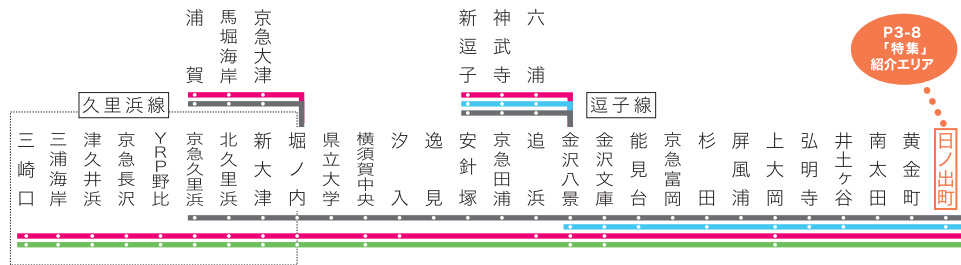 浦賀
馬堀海岸
京急大津
新逗子
神武寺
六浦
P3-8
「特集」
紹介エリア
久里浜線
逗子線
三崎口
三浦海岸
津久井浜
京急長沢
YRP野比
京急久里浜
北久里浜
新大津
堀ノ内
県立大学
横須賀中央
汐入
逸見
安針塚
京急田浦
追浜
金沢八景
金沢文庫
能見台
京急富岡
杉田
屏風浦
上大岡
弘明寺
井土ヶ谷
南太田
黄金町
日ノ出町